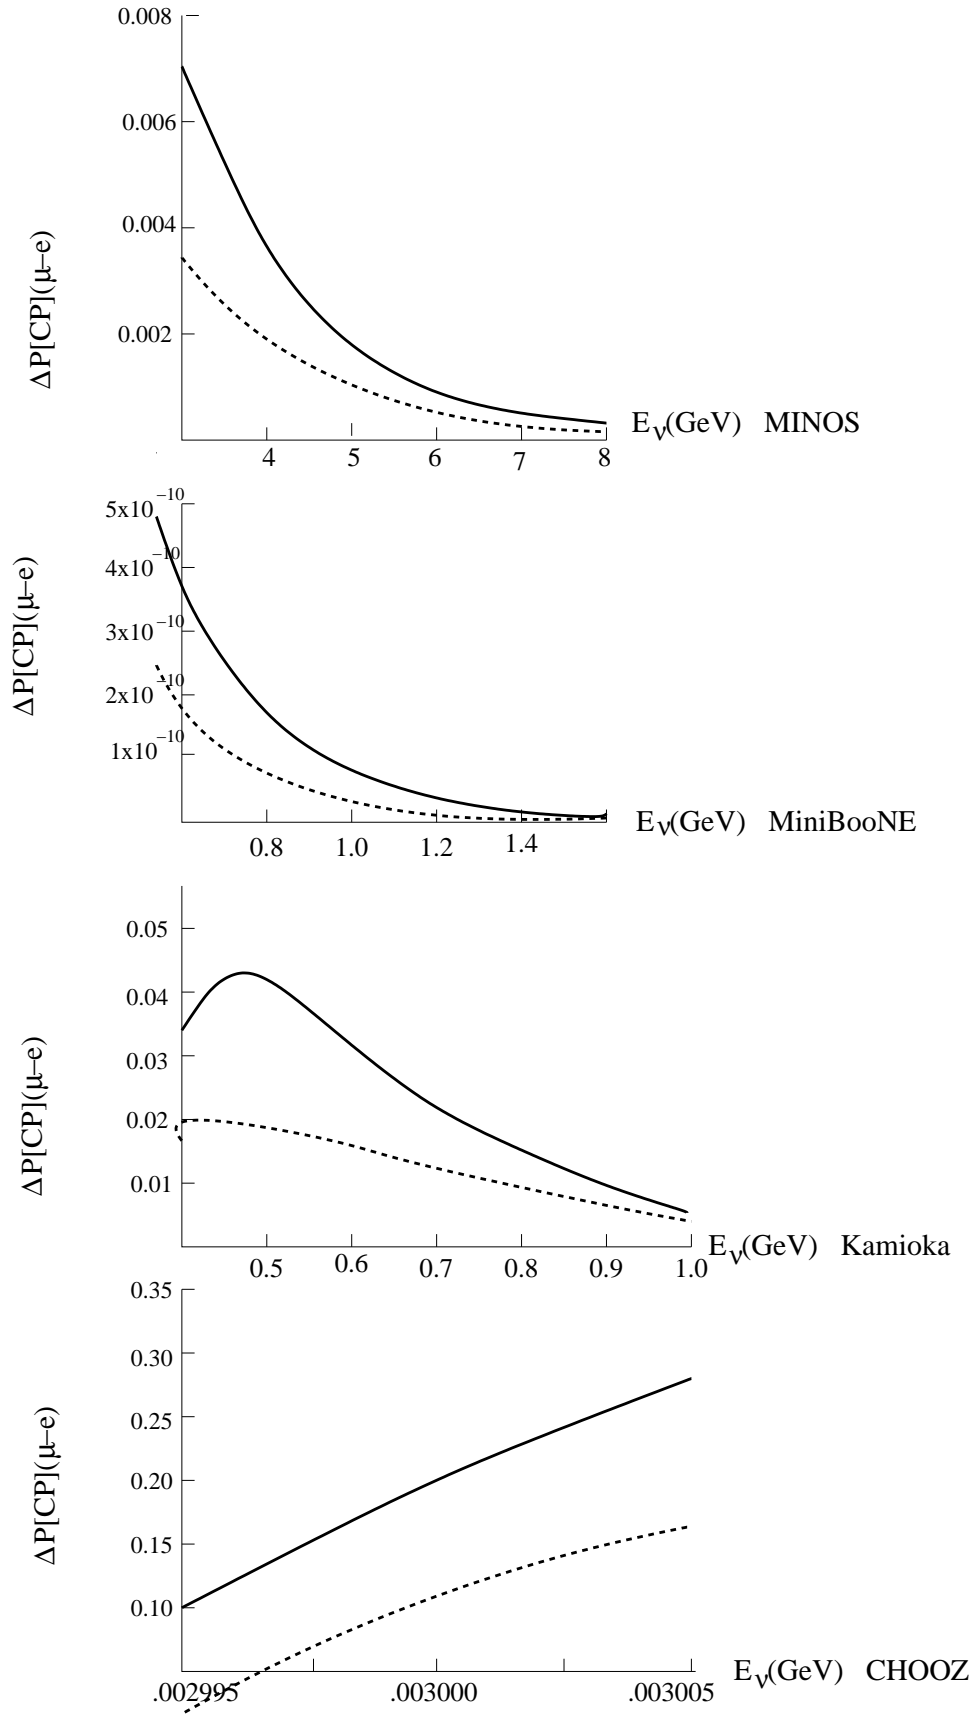 0.008
0.006
0.004
0.002
ΔP[CP](μ–e)
4 5 6 7 8
E_ν(GeV) MINOS
5x10^–10
4x10^–10
3x10^–10
2x10^–10
1x10^–10
ΔP[CP](μ–e)
0.8 1.0 1.2 1.4
E_ν(GeV) MiniBooNE
0.05
0.04
0.03
0.02
0.01
ΔP[CP](μ–e)
0.5 0.6 0.7 0.8 0.9 1.0
E_ν(GeV) Kamioka
0.35
0.30
0.25
0.20
0.15
0.10
ΔP[CP](μ–e)
.002995 .003000 .003005
E_ν(GeV) CHOOZ